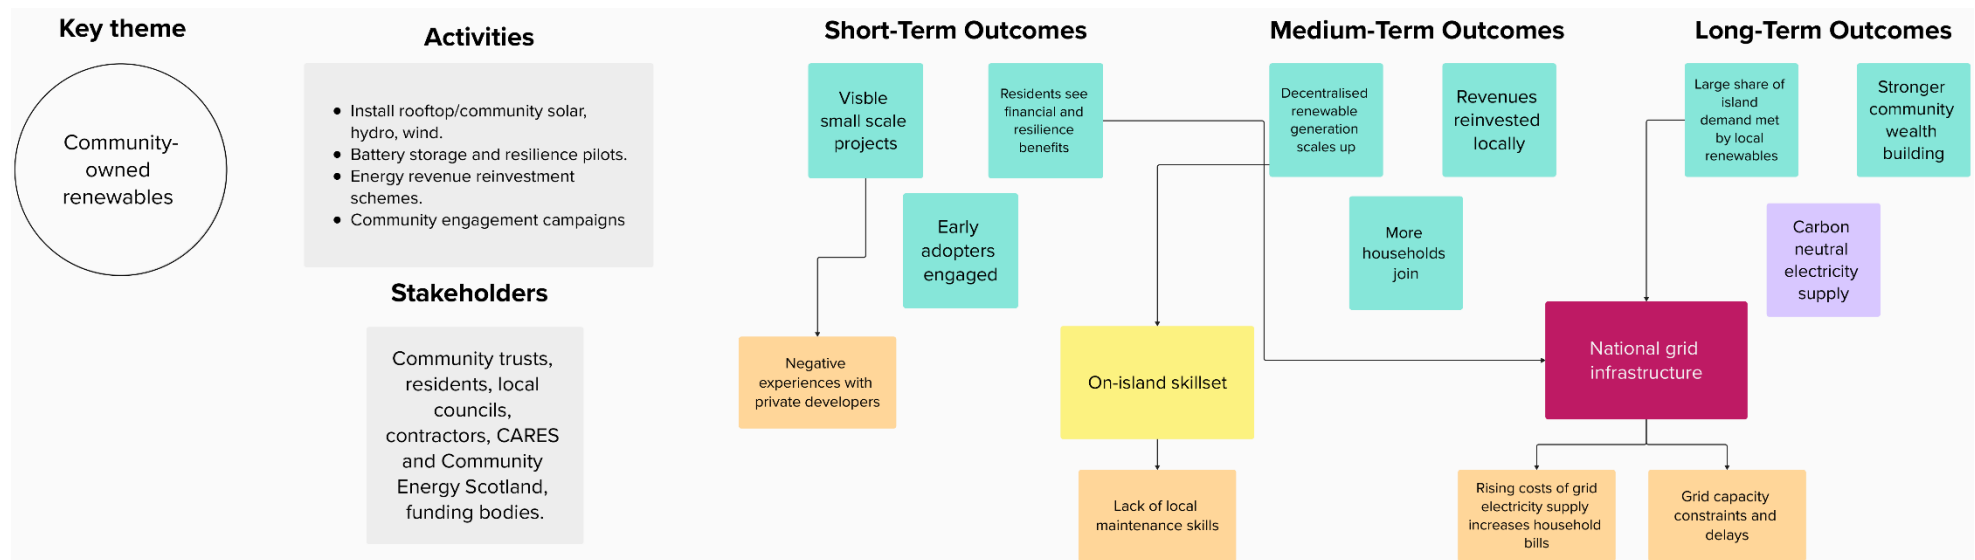 Key theme
Community-
owned
renewables
Activities
● Install rooftop/community solar,
hydro, wind.
● Battery storage and resilience pilots.
● Energy revenue reinvestment
schemes.
● Community engagement campaigns
Stakeholders
Community trusts,
residents, local
councils,
contractors, CARES
and Community
Energy Scotland,
funding bodies.
Short-Term Outcomes
Visble
small scale
projects
Residents see
financial and
resilience
benefits
Early
adopters
engaged
Negative
experiences with
private developers
Medium-Term Outcomes
Decentralised
renewable
generation
scales up
Revenues
reinvested
locally
More
households
join
On-island skillset
Lack of local
maintenance skills
Long-Term Outcomes
Large share of
island
demand met
by local
renewables
Stronger
community
wealth
building
Carbon
neutral
electricity
supply
National grid
infrastructure
Rising costs of grid
electricity supply
increases household
bills
Grid capacity
constraints and
delays